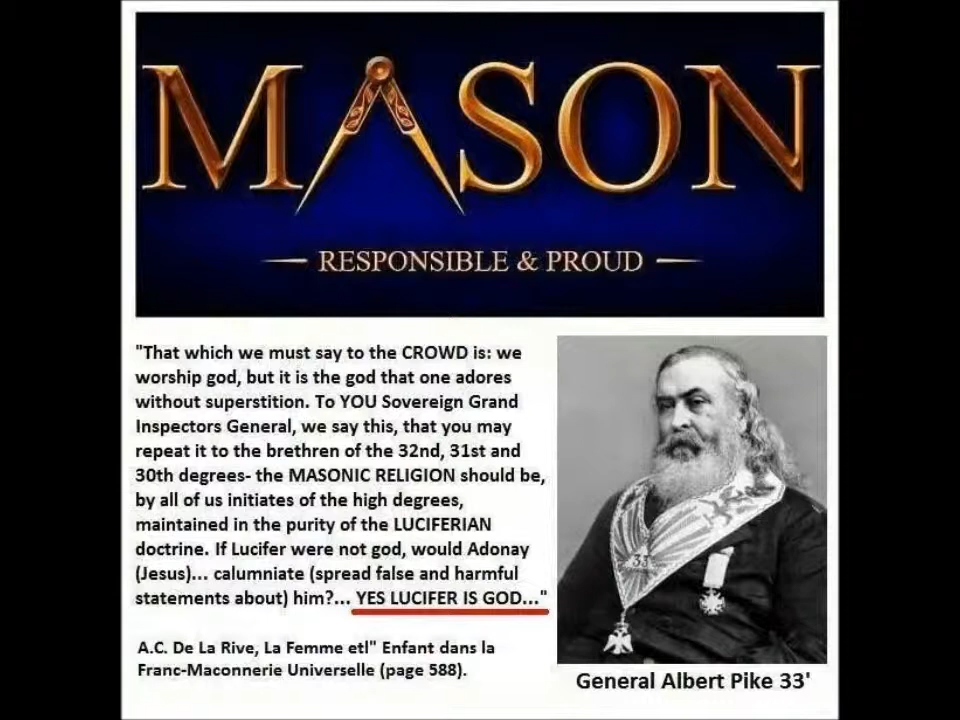 MASON
RESPONSIBLE & PROUD
"That which we must say to the CROWD is: we
worship god, but it is the god that one adores
without superstition. To YOU Sovereign Grand
Inspectors General, we say this, that you may
repeat it to the brethren of the 32nd, 31st and
30th degrees- the MASONIC RELIGION should be,
by all of us initiates of the high degrees,
maintained in the purity of the LUCIFERIAN
doctrine. If Lucifer were not god, would Adonay
(Jesus)... calumniate (spread false and harmful
statements about) him?... YES LUCIFER IS GOD..."
A.C. De La Rive, La Femme etl" Enfant dans la
Franc-Maconnerie Universelle (page 588).
33
General Albert Pike 33'